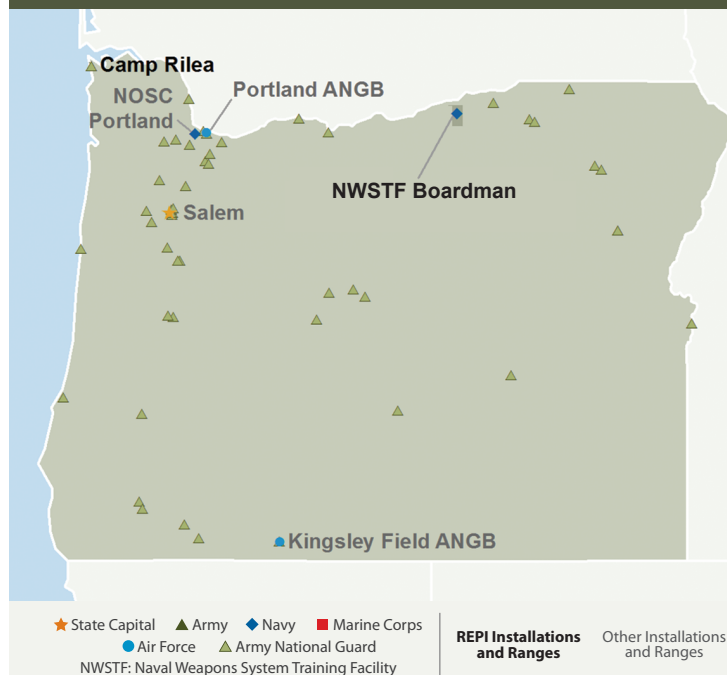 Camp Rilea
NOSC
Portland
Portland ANGB
NWSTF Boardman
Salem
Kingsley Field ANGB
State Capital Army Navy Marine Corps
Air Force Army National Guard
NWSTF: Naval Weapons System Training Facility
REPI Installations
and Ranges
Other Installations
and Ranges